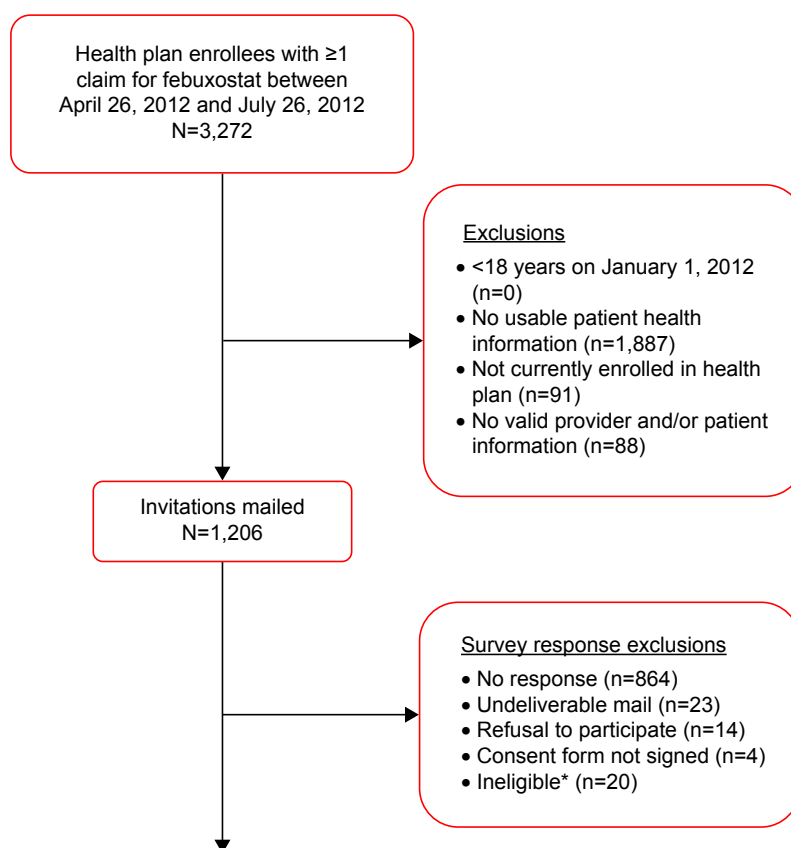 Health plan enrollees with ≥1
claim for febuxostat between
April 26, 2012 and July 26, 2012
N=3,272
Exclusions
• <18 years on January 1, 2012
(n=0)
• No usable patient health
information (n=1,887)
• Not currently enrolled in health
plan (n=91)
• No valid provider and/or patient
information (n=88)
Invitations mailed
N=1,206
Survey response exclusions
• No response (n=864)
• Undeliverable mail (n=23)
• Refusal to participate (n=14)
• Consent form not signed (n=4)
• Ineligible* (n=20)